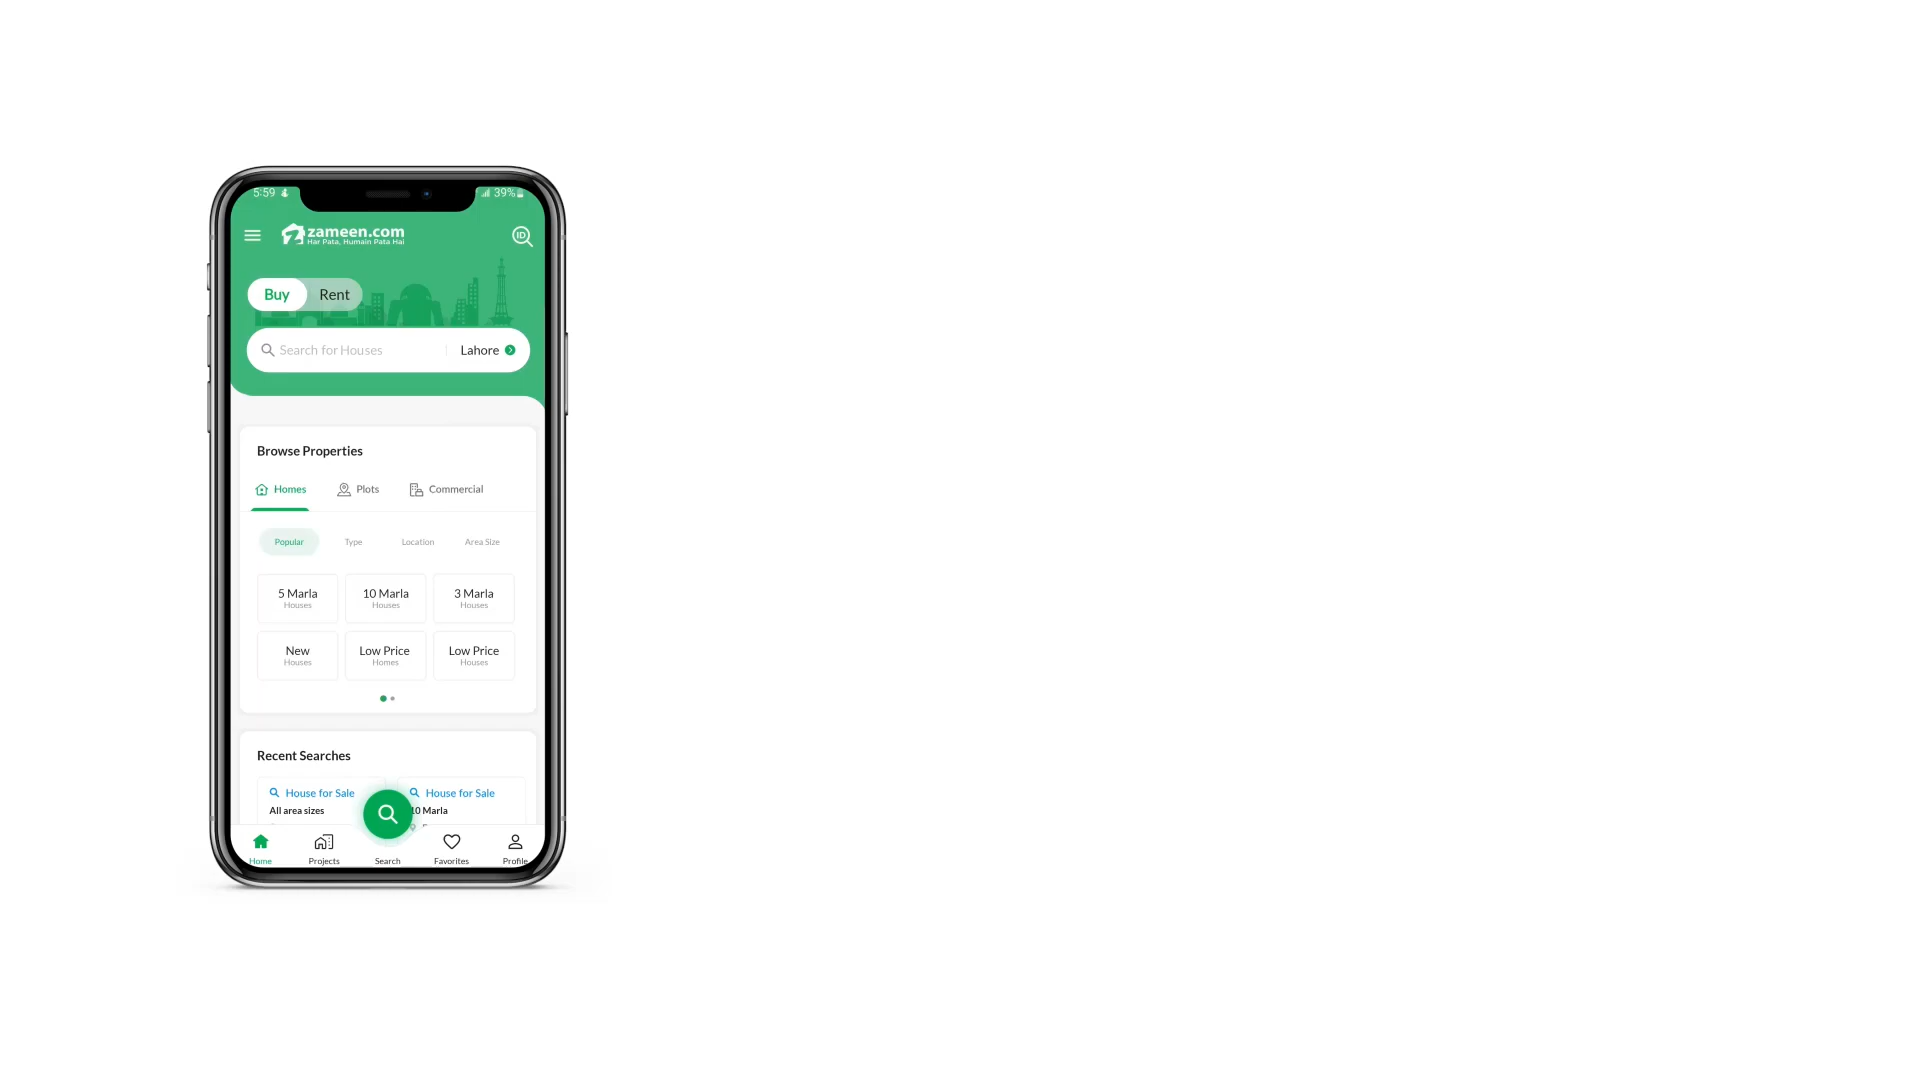 5:59
39%
zameen.com
Har Pata, Humain Pata Hai
ID
Buy
Rent
Search for Houses
Lahore
Browse Properties
Homes
Plots
Commercial
Popular
Type
Location
Area Size
5 Marla
Houses
10 Marla
Houses
3 Marla
Houses
New
Houses
Low Price
Homes
Low Price
Houses
Recent Searches
House for Sale
All area sizes
House for Sale
10 Marla
Home
Projects
Search
Favorites
Profile